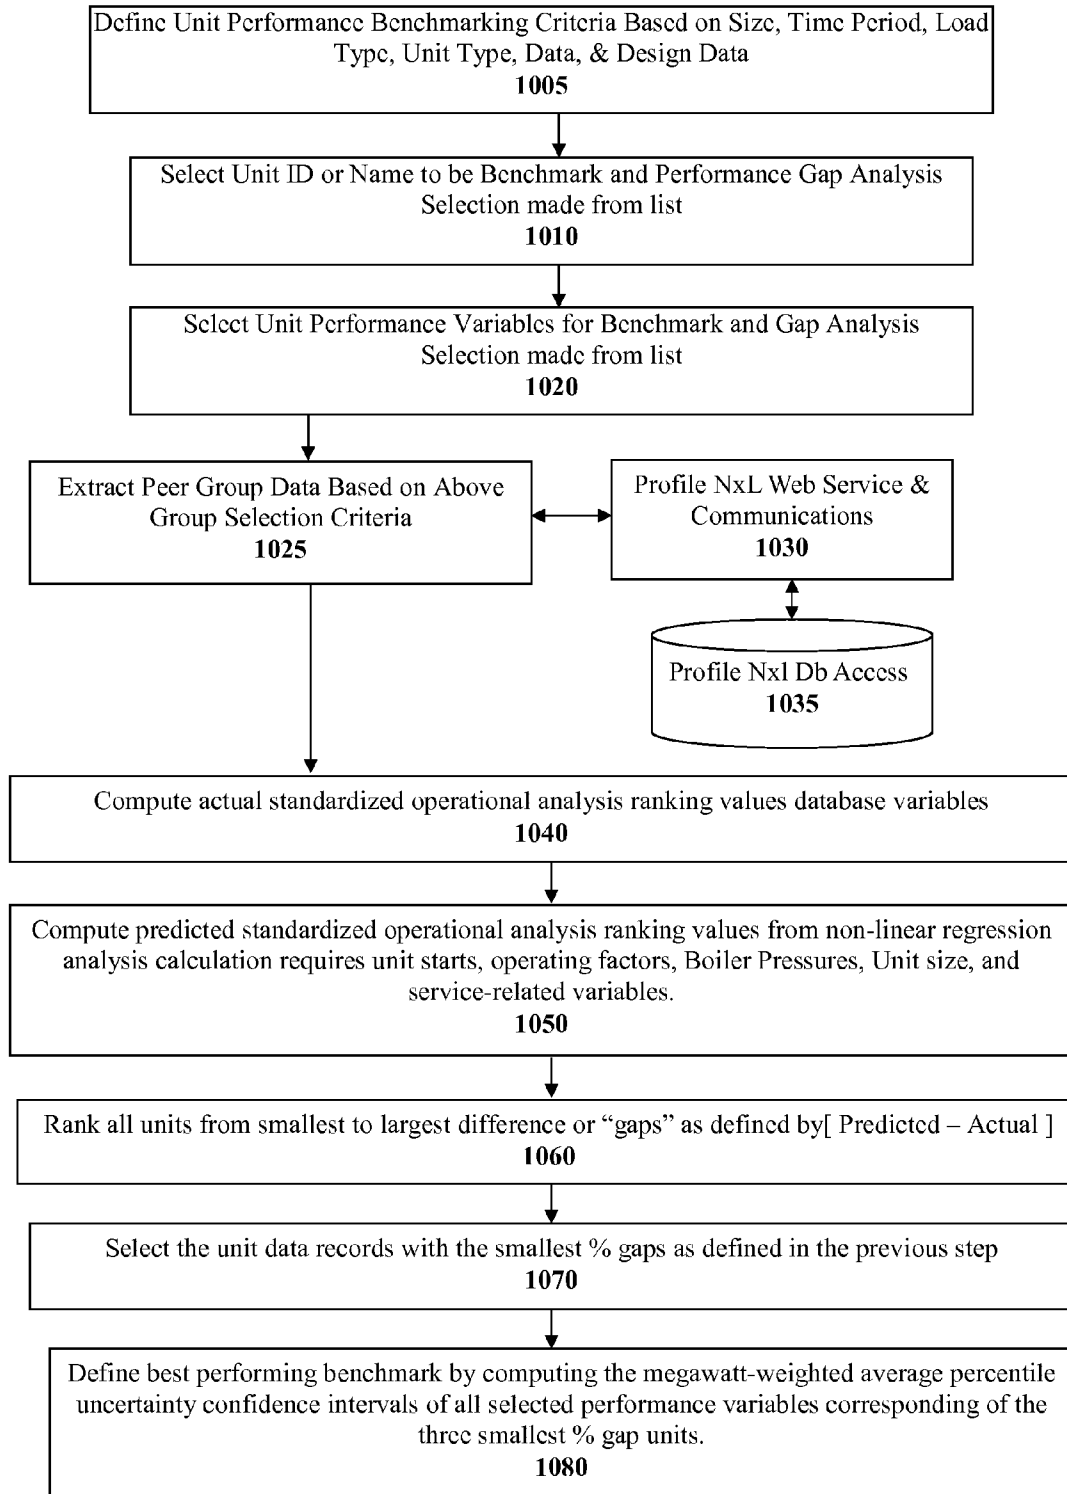 Define Unit Performance Benchmarking Criteria Based on Size, Time Period, Load
Type, Unit Type, Data, & Design Data
1005
Select Unit ID or Name to be Benchmark and Performance Gap Analysis
Selection made from list
1010
Select Unit Performance Variables for Benchmark and Gap Analysis
Selection made from list
1020
Extract Peer Group Data Based on Above
Group Selection Criteria
1025
Profile NxL Web Service &
Communications
1030
Profile Nxl Db Access
1035
Compute actual standardized operational analysis ranking values database variables
1040
Compute predicted standardized operational analysis ranking values from non-linear regression
analysis calculation requires unit starts, operating factors, Boiler Pressures, Unit size, and
service-related variables.
1050
Rank all units from smallest to largest difference or “gaps” as defined by[ Predicted – Actual ]
1060
Select the unit data records with the smallest % gaps as defined in the previous step
1070
Define best performing benchmark by computing the megawatt-weighted average percentile
uncertainty confidence intervals of all selected performance variables corresponding of the
three smallest % gap units.
1080